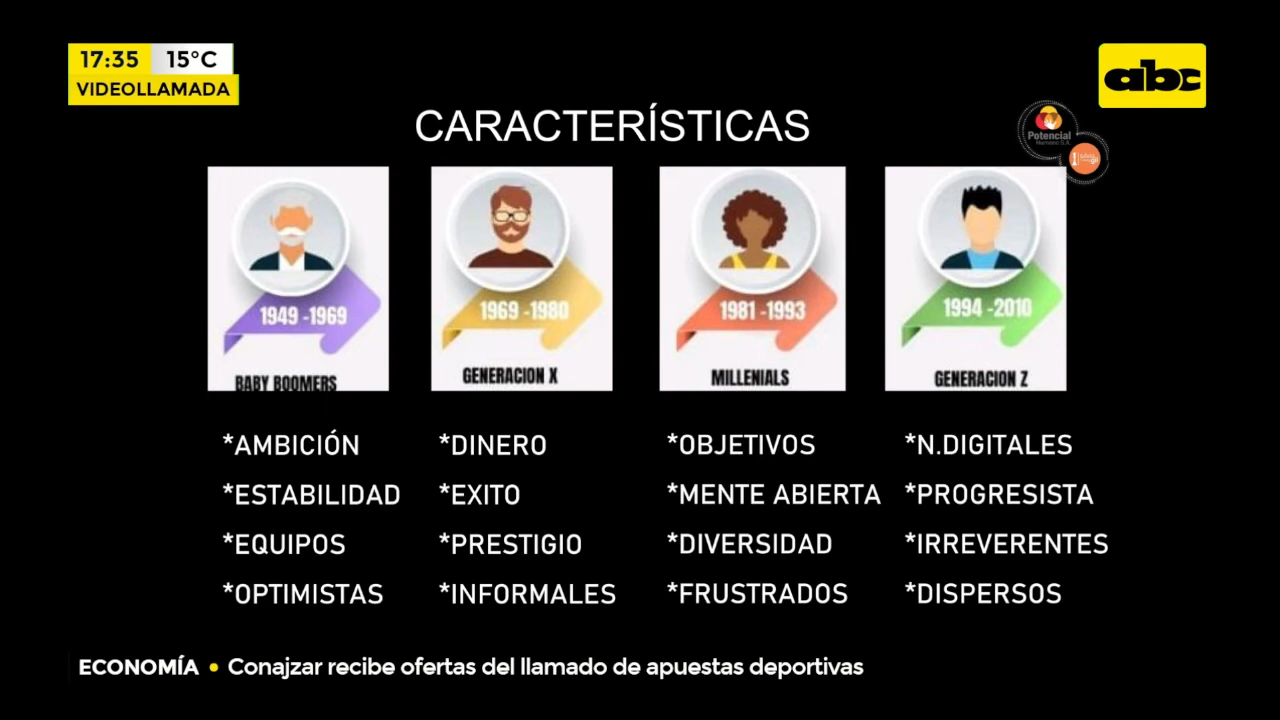 17:35 15°C
VIDEOLLAMADA
abc
CARACTERÍSTICAS
Potencial
Humano S.A.
1949 -1969
BABY BOOMERS
*AMBICIÓN
*ESTABILIDAD
*EQUIPOS
*OPTIMISTAS
1969 -1980
GENERACION X
*DINERO
*EXITO
*PRESTIGIO
*INFORMALES
1981 -1993
MILLENIALS
*OBJETIVOS
*MENTE ABIERTA
*DIVERSIDAD
*FRUSTRADOS
1994 -2010
GENERACION Z
*N.DIGITALES
*PROGRESISTA
*IRREVERENTES
*DISPERSOS
ECONOMÍA • Conajzar recibe ofertas del llamado de apuestas deportivas